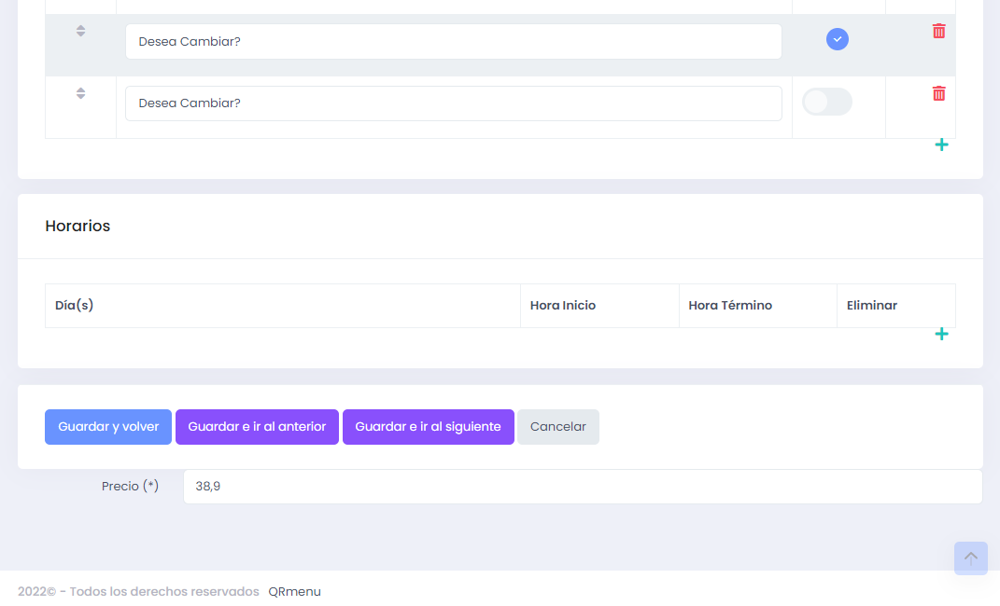 Desea Cambiar?
Desea Cambiar?
Horarios
Día(s) Hora Inicio Hora Término Eliminar
Guardar y volver Guardar e ir al anterior Guardar e ir al siguiente Cancelar
Precio (*) 38,9
2022© - Todos los derechos reservados QRmenu